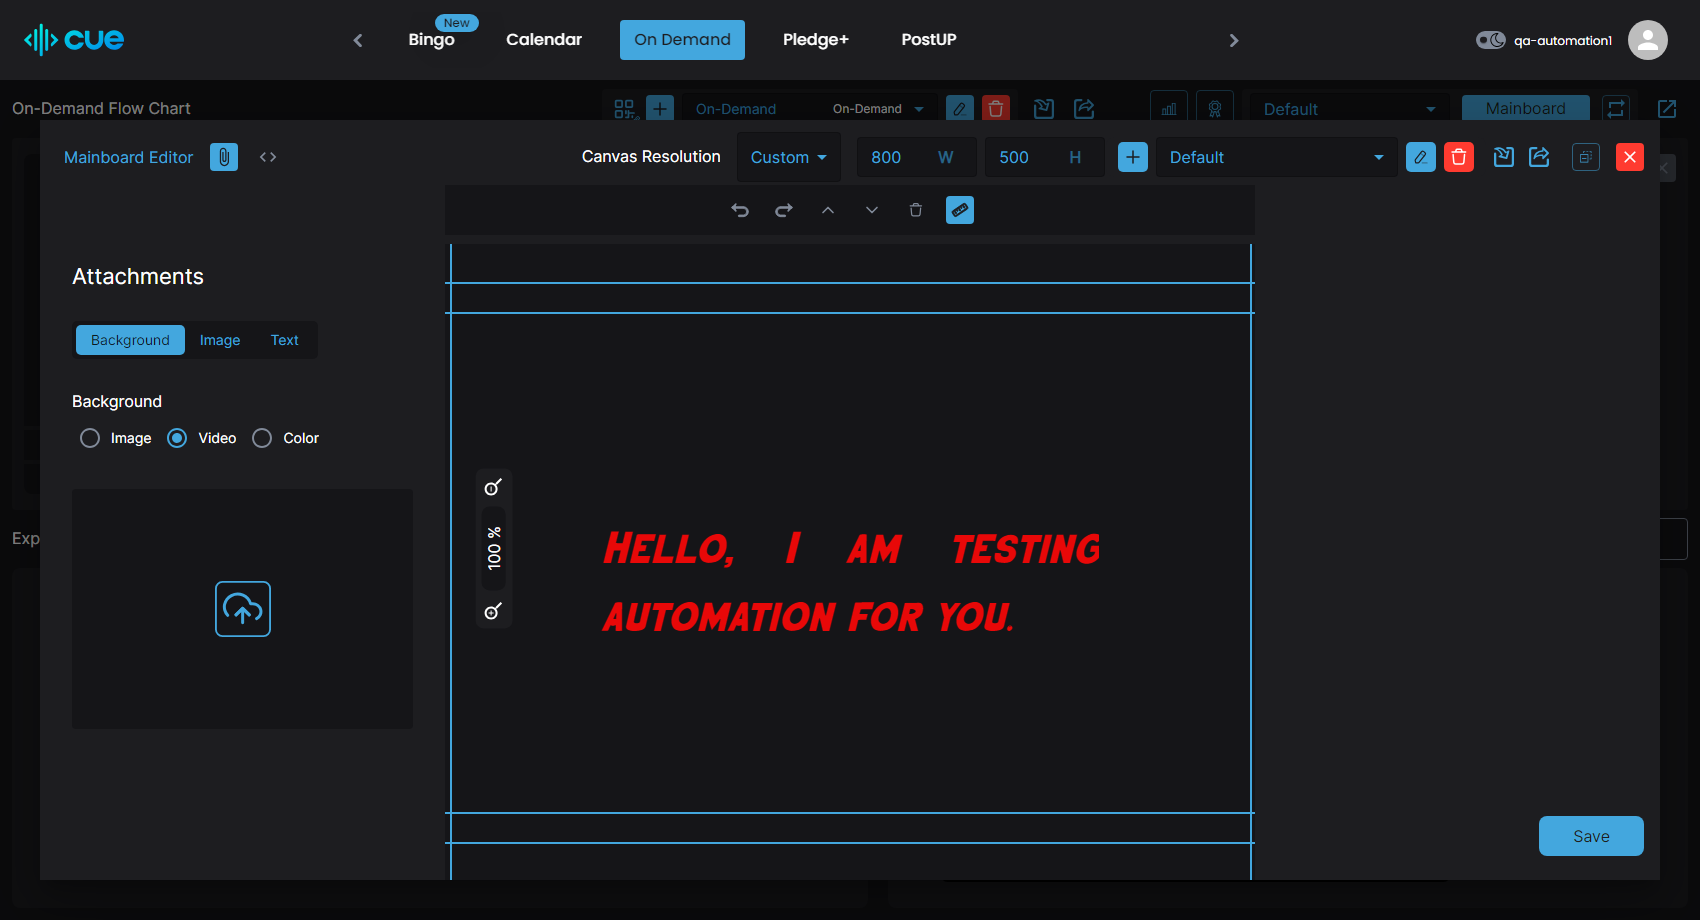 cue
New
Bingo
Calendar
On Demand
Pledge+
PostUP
qa-automation1
On-Demand Flow Chart
On-Demand
On-Demand
Default
Mainboard
Mainboard Editor
Canvas Resolution
Custom
800 W
500 H
Default
Attachments
Background
Image
Text
Background
Image
Video
Color
Exp
100 %
Hello, I am testing
automation for you.
Save